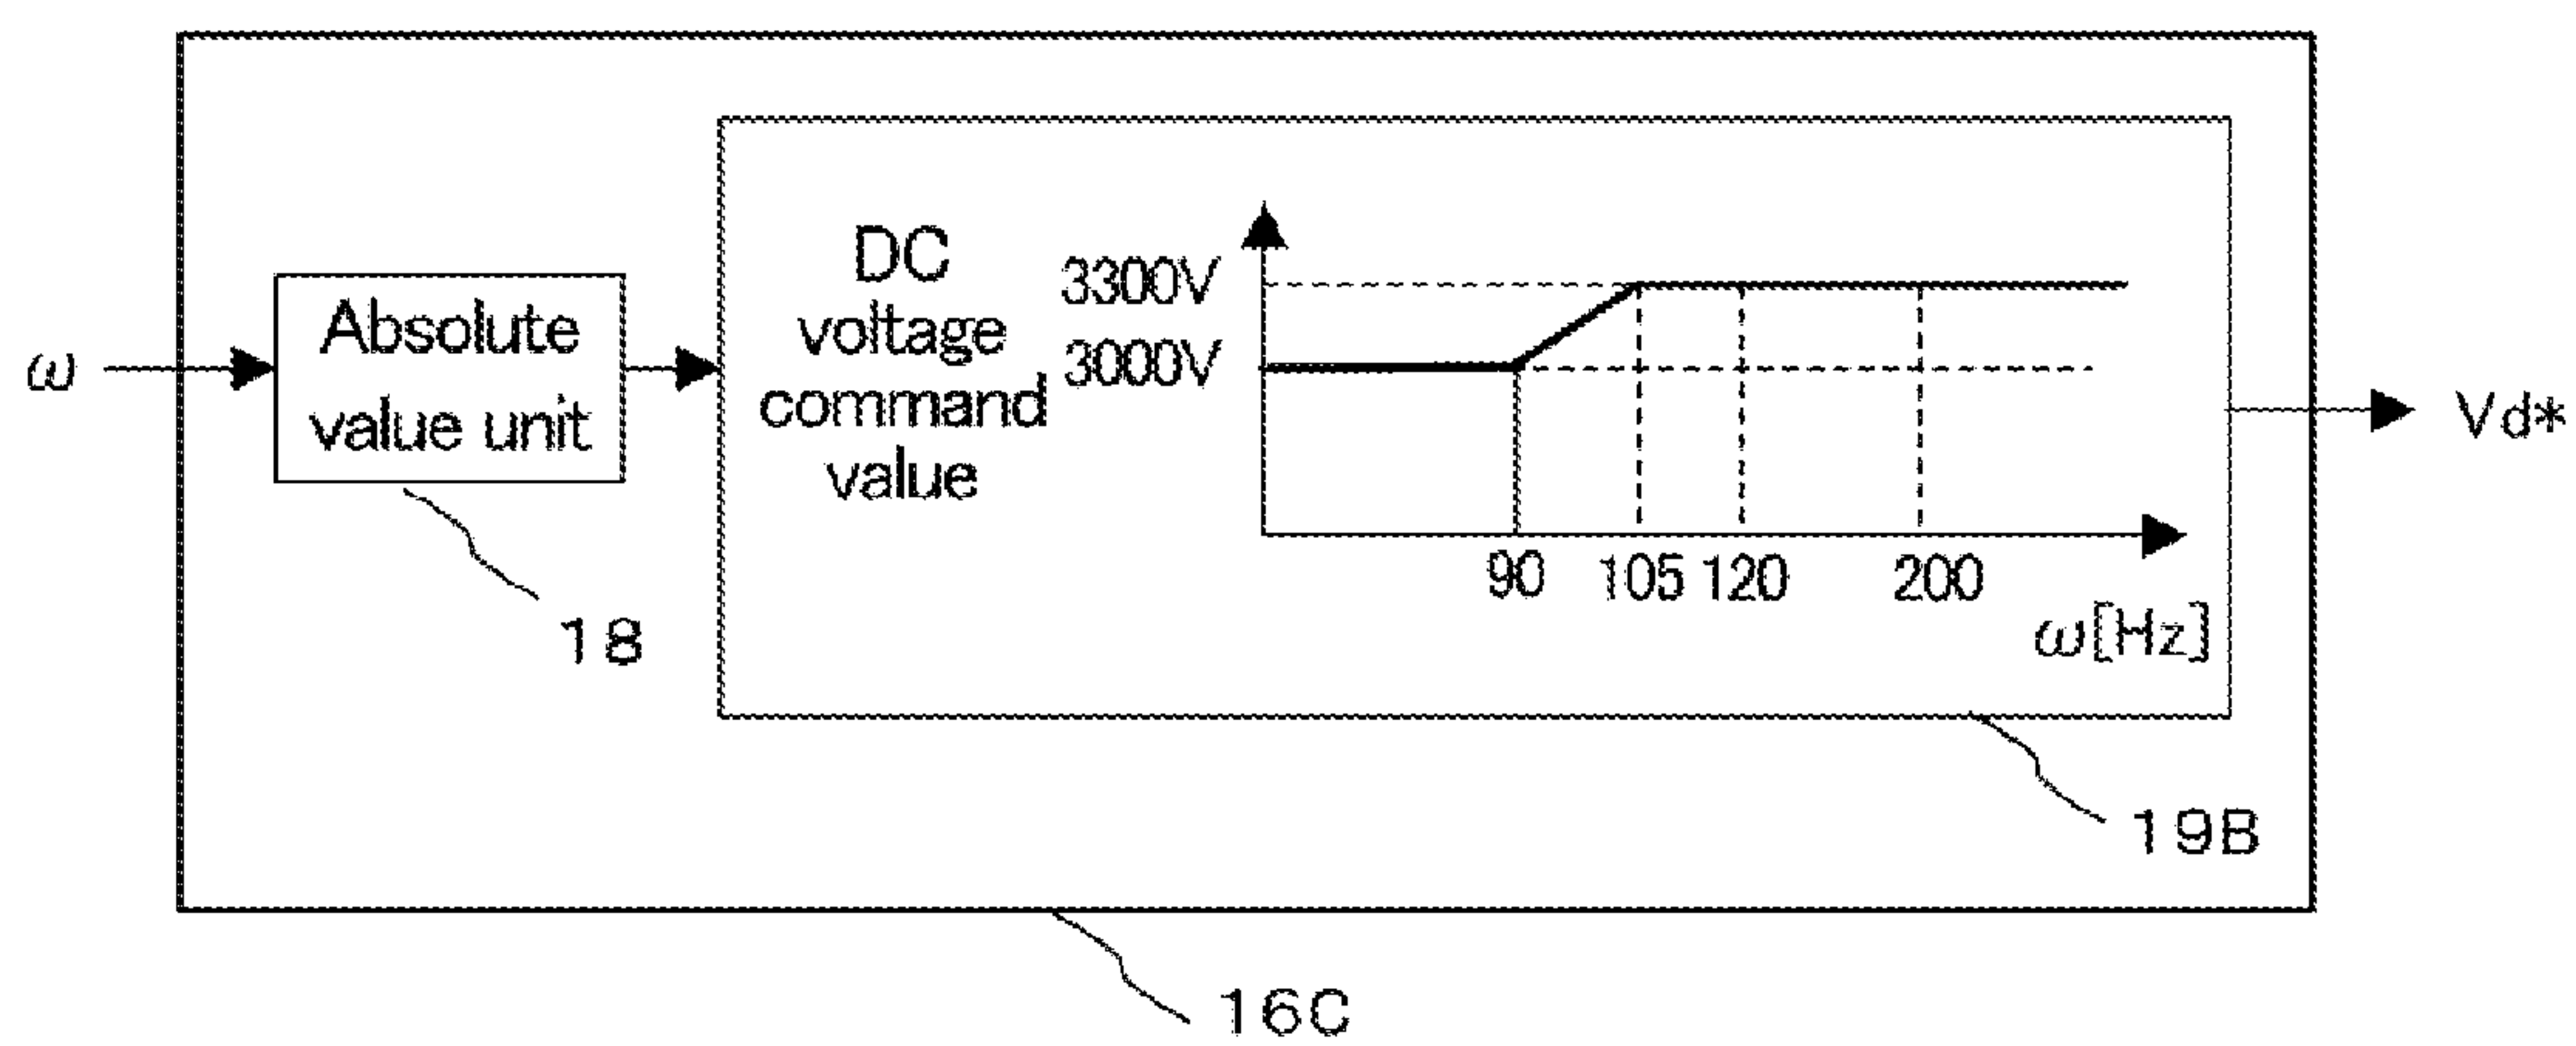 ω
Absolute
value unit
18
DC
voltage
command
value
3300V
3000V
90
105
120
200
ω[Hz]
Vd*
19B
16C